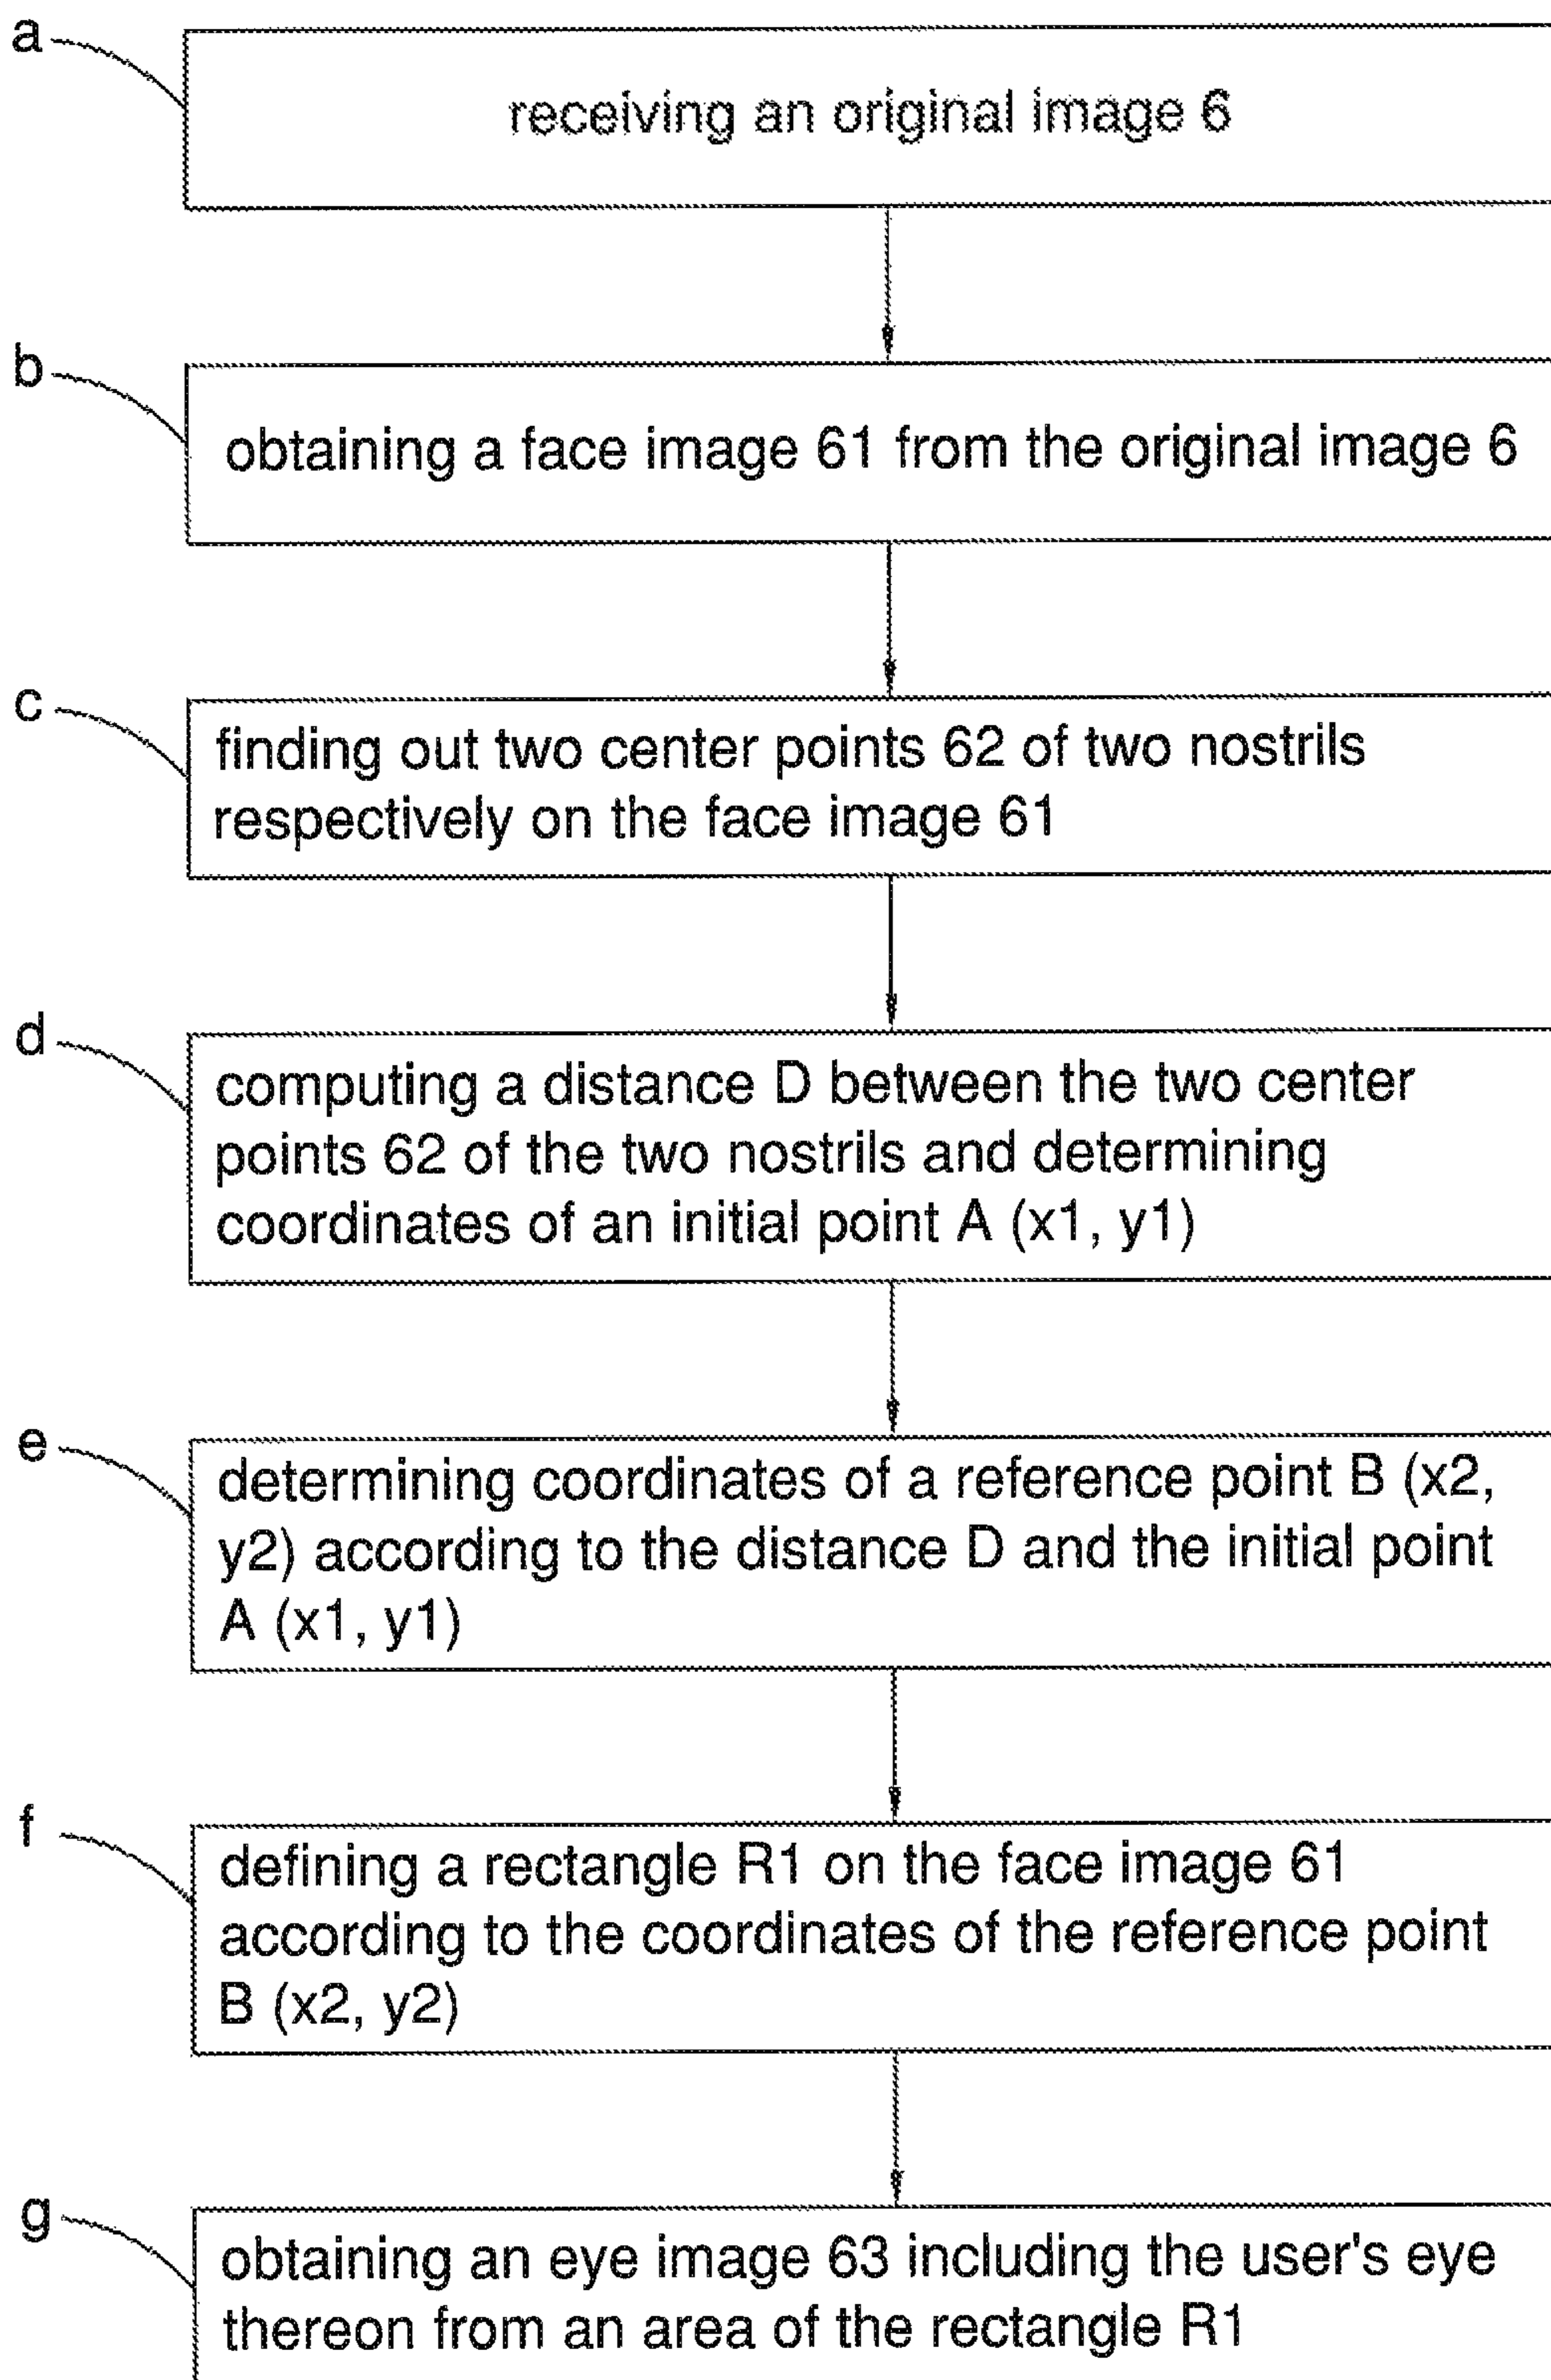 a
receiving an original image 6
b
obtaining a face image 61 from the original image 6
c
finding out two center points 62 of two nostrils
respectively on the face image 61
d
computing a distance D between the two center
points 62 of the two nostrils and determining
coordinates of an initial point A (x1, y1)
e
determining coordinates of a reference point B (x2,
y2) according to the distance D and the initial point
A (x1, y1)
f
defining a rectangle R1 on the face image 61
according to the coordinates of the reference point
B (x2, y2)
g
obtaining an eye image 63 including the user's eye
thereon from an area of the rectangle R1